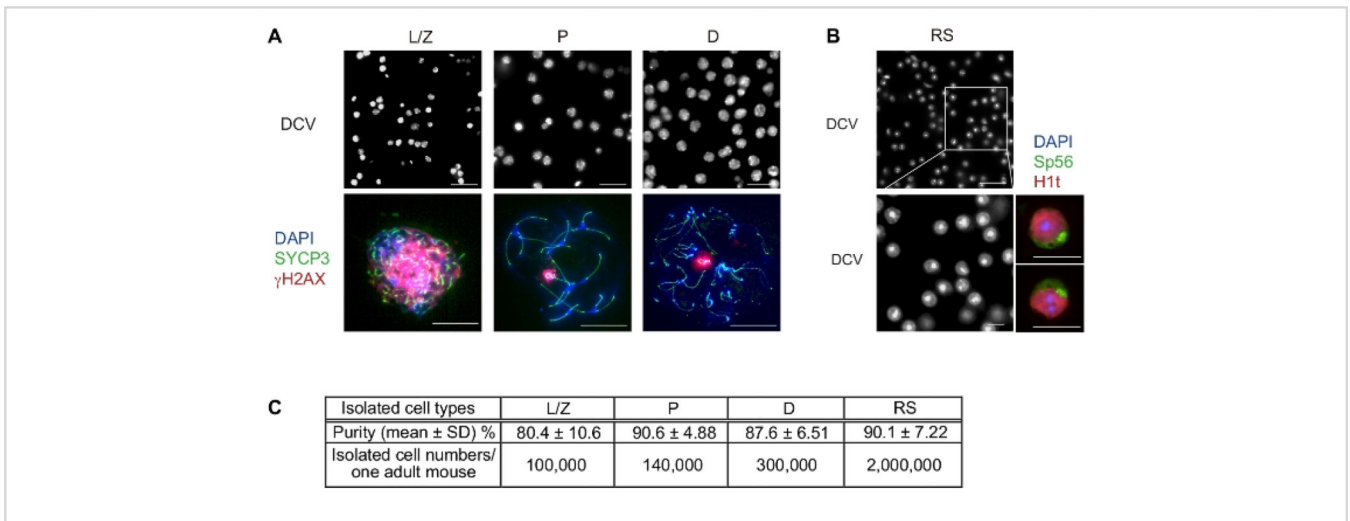 A
L/Z P D
DCV
DAPI
SYCP3
γH2AX
B
RS
DCV
DAPI
Sp56
H1t
DCV
C
Isolated cell types L/Z P D RS
Purity (mean ± SD) % 80.4 ± 10.6 90.6 ± 4.88 87.6 ± 6.51 90.1 ± 7.22
Isolated cell numbers/
one adult mouse 100,000 140,000 300,000 2,000,000